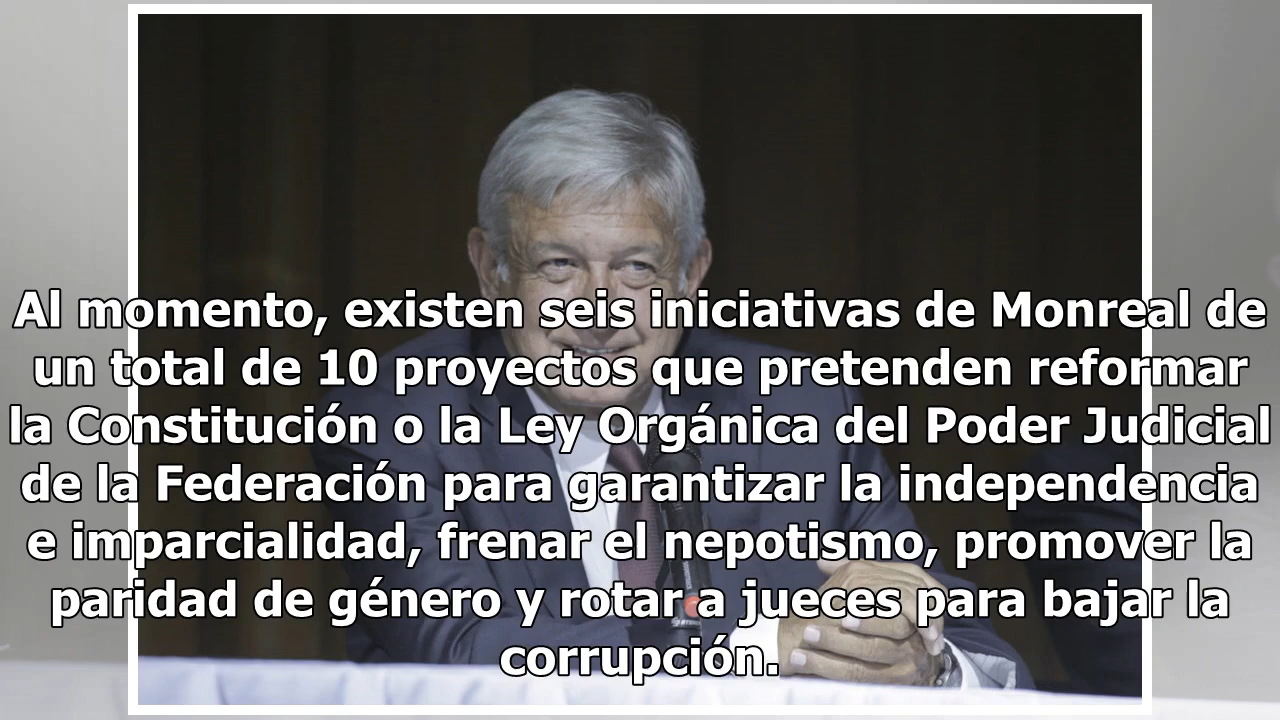 Al momento, existen seis iniciativas de Monreal de
un total de 10 proyectos que pretenden reformar
la Constitución o la Ley Orgánica del Poder Judicial
de la Federación para garantizar la independencia
e imparcialidad, frenar el nepotismo, promover la
paridad de género y rotar a jueces para bajar la
corrupción.